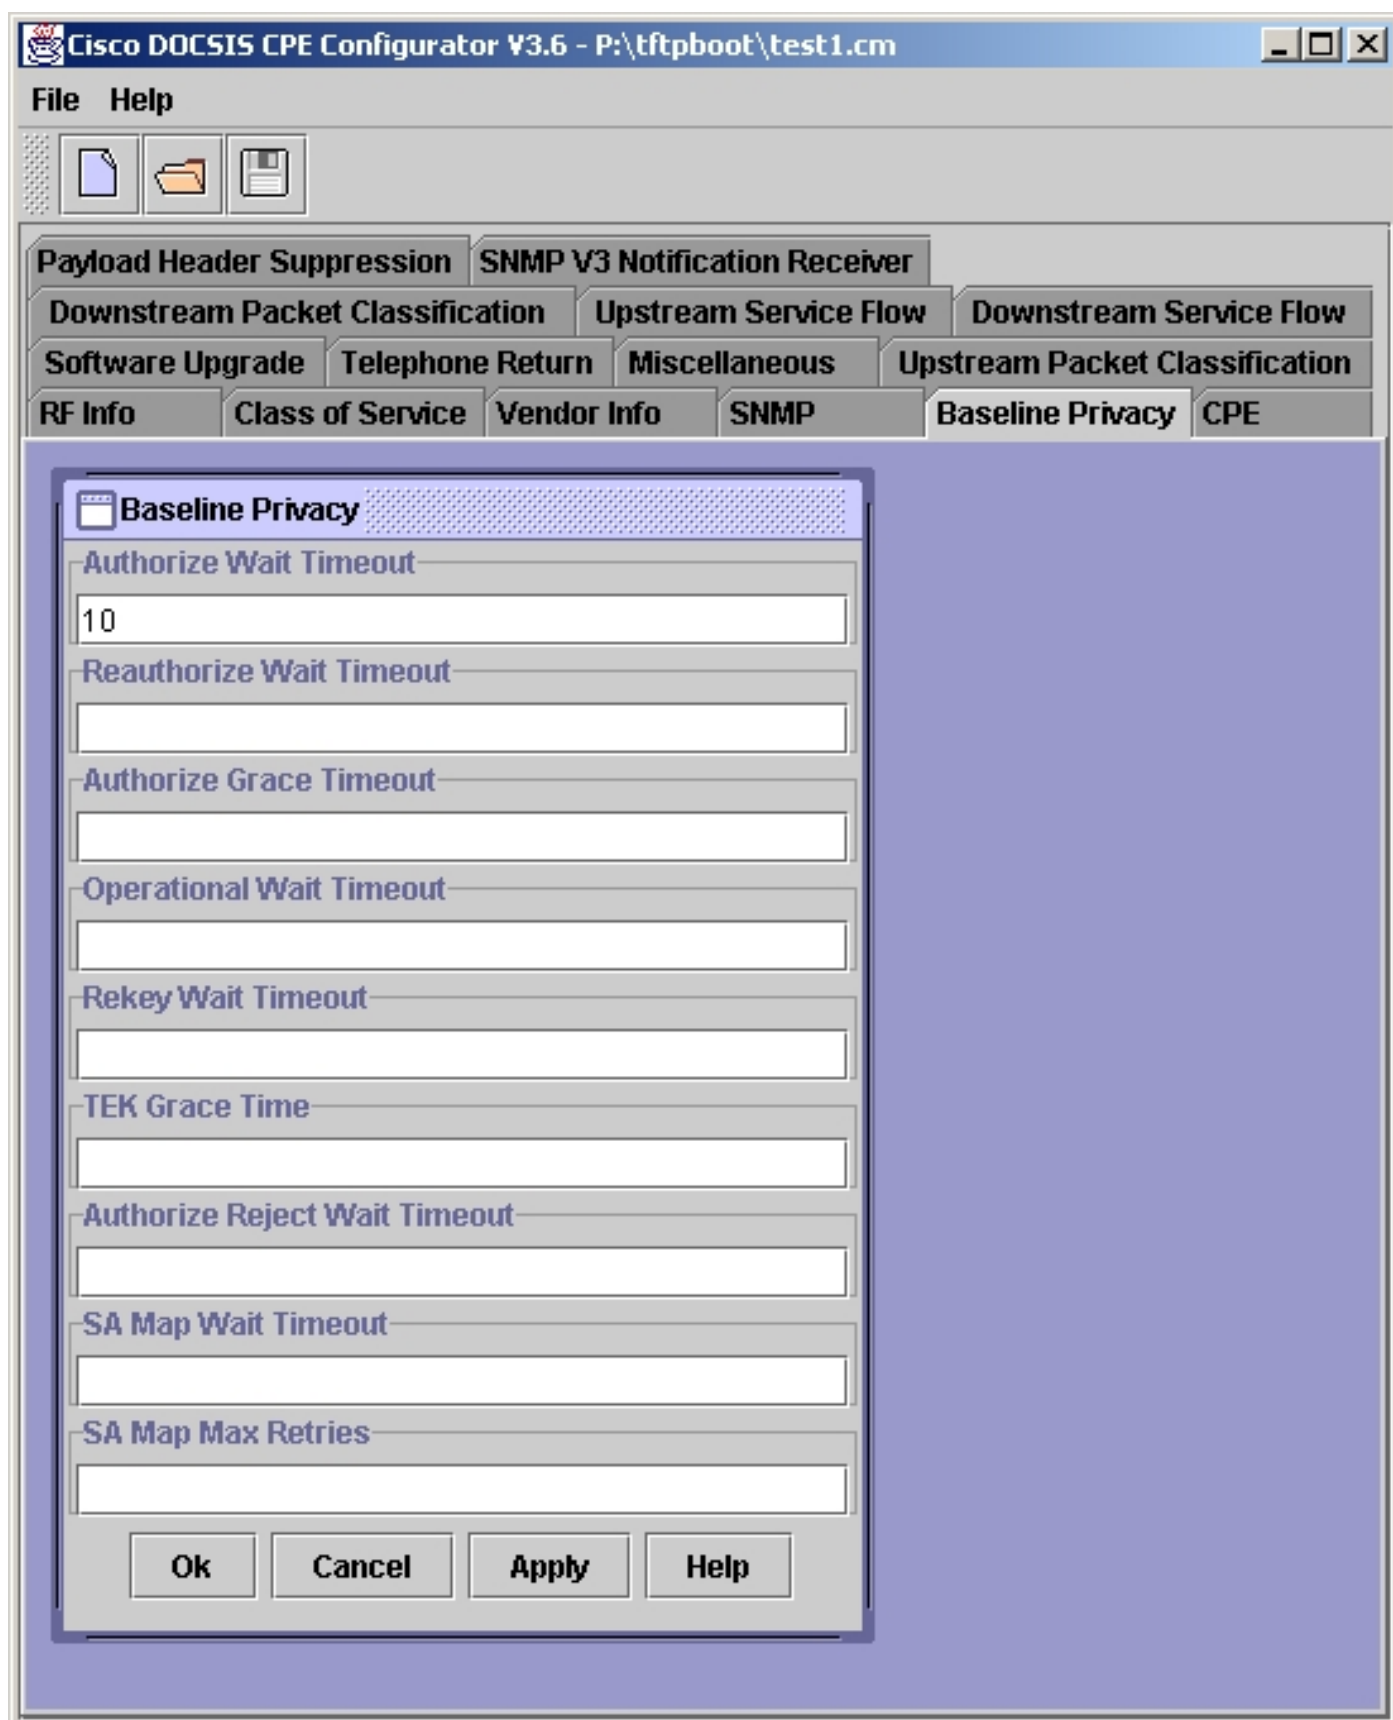 Cisco DOCSIS CPE Configurator V3.6 - P:\tftpboot\test1.cm
File Help
Payload Header Suppression SNMP V3 Notification Receiver
Downstream Packet Classification Upstream Service Flow Downstream Service Flow
Software Upgrade Telephone Return Miscellaneous Upstream Packet Classification
RF Info Class of Service Vendor Info SNMP Baseline Privacy CPE
Baseline Privacy
Authorize Wait Timeout
10
Reauthorize Wait Timeout
Authorize Grace Timeout
Operational Wait Timeout
Rekey Wait Timeout
TEK Grace Time
Authorize Reject Wait Timeout
SA Map Wait Timeout
SA Map Max Retries
Ok Cancel Apply Help